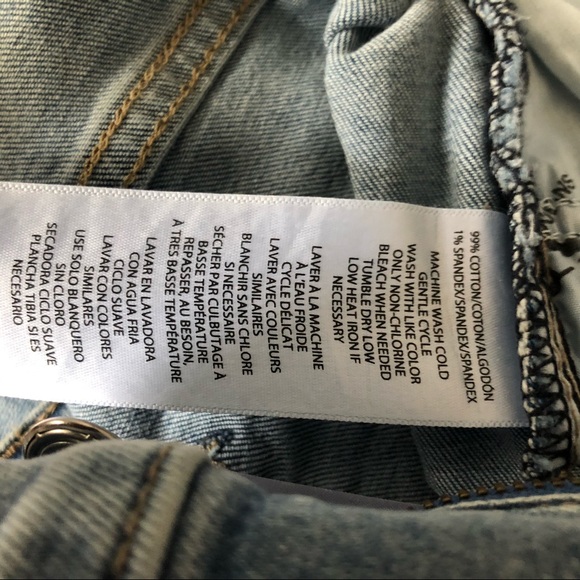 99% COTTON/COTON/ALGODÓN
1% SPANDEX/SPANDEX/SPANDEX
MACHINE WASH COLD
GENTLE CYCLE
WASH WITH LIKE COLOR
ONLY NON-CHLORINE
BLEACH WHEN NEEDED
TUMBLE DRY LOW
LOW HEAT IRON IF
NECESSARY
LAVER À LA MACHINE
À L'EAU FROIDE
CYCLE DÉLICAT
LAVER AVEC COULEURS
SIMILAIRES
BLANCHIR SANS CHLORE
SI NECESSAIRE
SÉCHER PAR CULBUTAGE À
BASSE TEMPÉRATURE
REPASSER, AU BESOIN,
À TRES BASSE TEMPÉRATURE
LAVAR EN LAVADORA
CON AGUA FRIA
CICLO SUAVE
LAVAR CON COLORES
SIMILARES
USE SOLO BLANQUERO
SIN CLORO
SECADORA CICLO SUAVE
PLANCHA TIBIA SI ES
NECESARIO